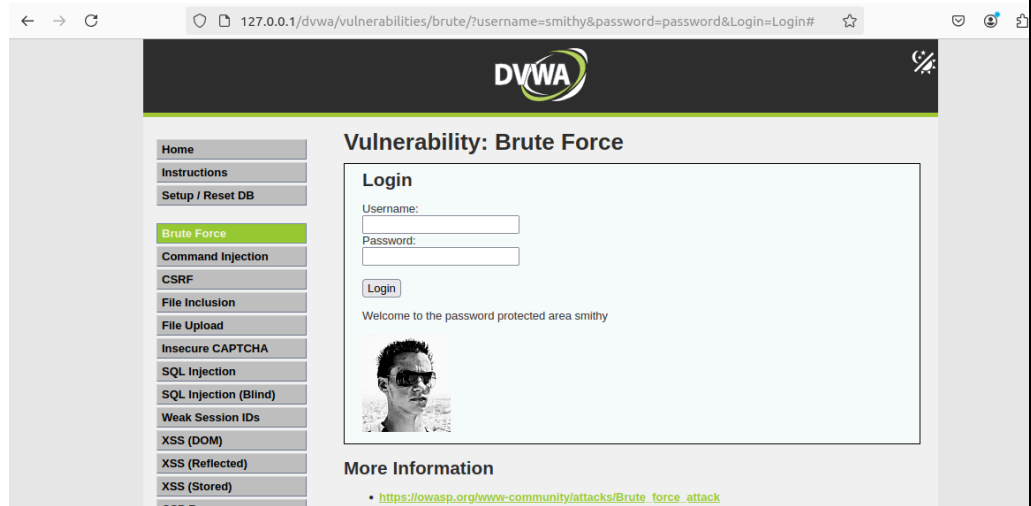 127.0.0.1/dvwa/vulnerabilities/brute/?username=smithy&password=password&Login=Login#
DVWA
Home
Instructions
Setup / Reset DB
Brute Force
Command Injection
CSRF
File Inclusion
File Upload
Insecure CAPTCHA
SQL Injection
SQL Injection (Blind)
Weak Session IDs
XSS (DOM)
XSS (Reflected)
XSS (Stored)
Vulnerability: Brute Force
Login
Username:
Password:
Login
Welcome to the password protected area smithy
More Information
• https://owasp.org/www-community/attacks/Brute_force_attack